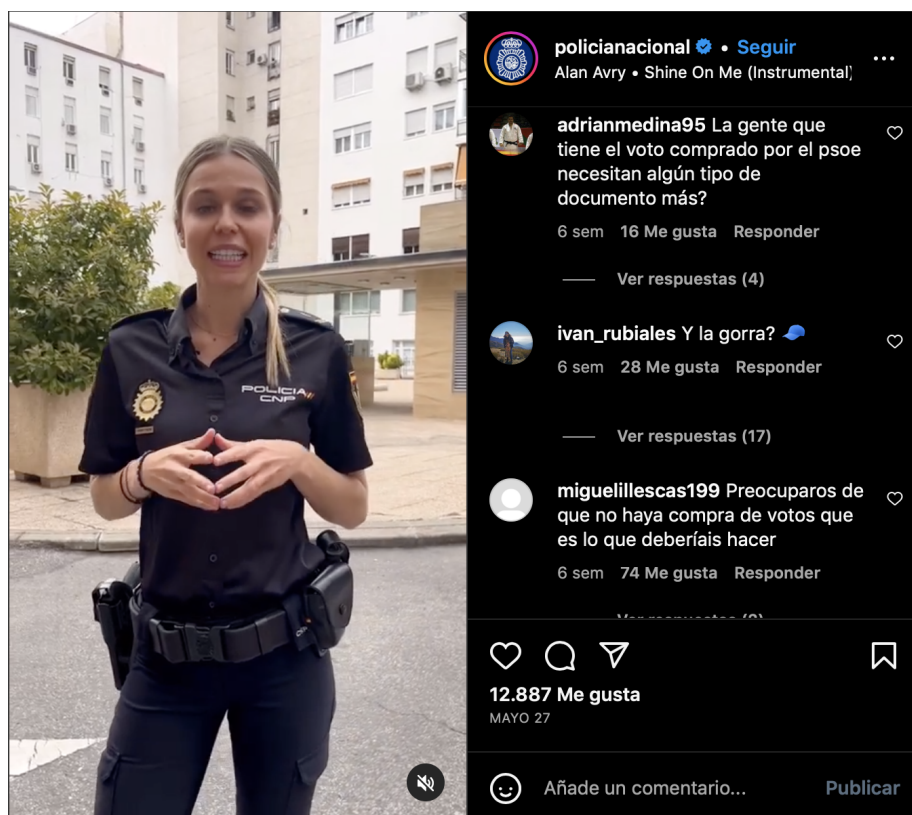 POLICIA
CNP
policianacional • Seguir
Alan Avry • Shine On Me (Instrumental)
adrianmedina95 La gente que
tiene el voto comprado por el psoe
necesitan algún tipo de
documento más?
6 sem 16 Me gusta Responder
Ver respuestas (4)
ivan_rubiales Y la gorra? 🧢
6 sem 28 Me gusta Responder
Ver respuestas (17)
miguelillescas199 Preocuparos de
que no haya compra de votos que
es lo que deberíais hacer
6 sem 74 Me gusta Responder
12.887 Me gusta
MAYO 27
Añade un comentario... Publicar